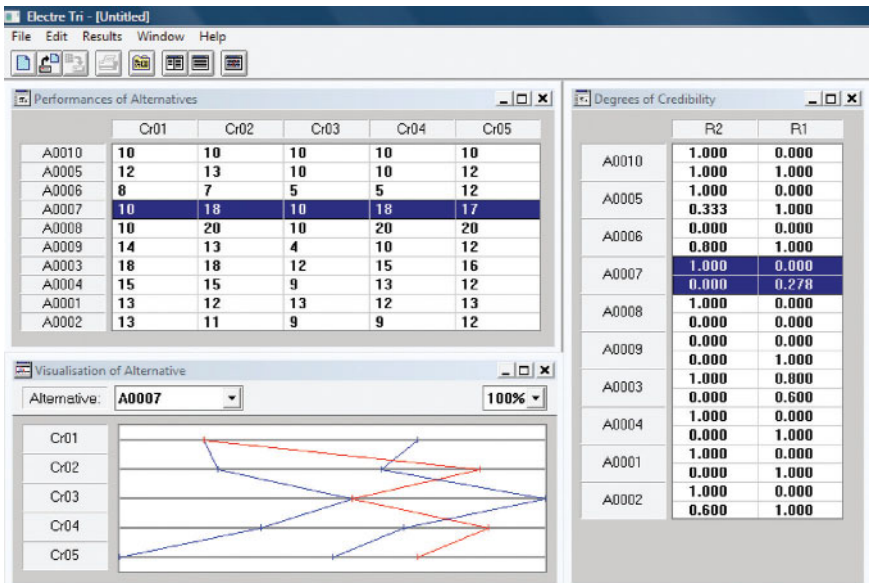 Electre Tri - [Untitled]
File Edit Results Window Help
Performances of Alternatives
Cr01 Cr02 Cr03 Cr04 Cr05
A0010 10 10 10 10 10
A0005 12 13 10 10 12
A0006 8 7 5 5 12
A0007 10 18 10 18 17
A0008 10 20 10 20 20
A0009 14 13 4 10 12
A0003 18 18 12 15 16
A0004 15 15 9 13 12
A0001 13 12 13 12 13
A0002 13 11 9 9 12
Visualisation of Alternative
Alternative: A0007 100%
Cr01
Cr02
Cr03
Cr04
Cr05
Degrees of Credibility
R2 R1
A0010 1.000 0.000
1.000 1.000
A0005 1.000 0.000
0.333 1.000
A0006 0.000 0.000
0.800 1.000
A0007 1.000 0.000
0.000 0.278
A0008 1.000 0.000
0.000 0.000
A0009 0.000 0.000
0.000 1.000
A0003 1.000 0.800
0.000 0.600
A0004 1.000 0.000
0.000 1.000
A0001 1.000 0.000
0.000 1.000
A0002 1.000 0.000
0.600 1.000